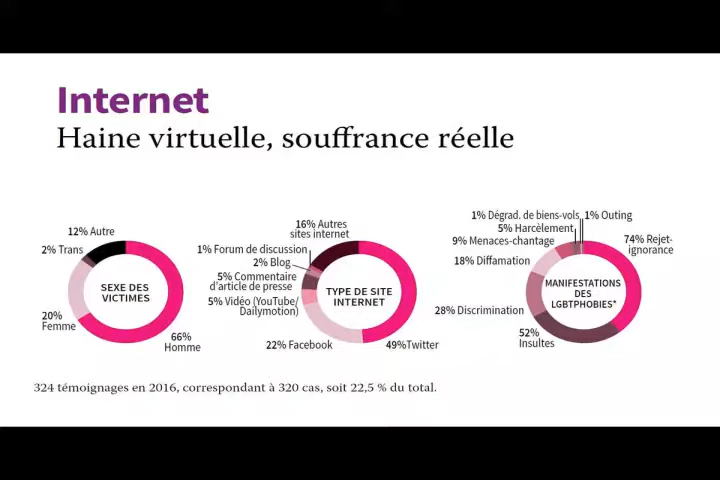 Internet
Haine virtuelle, souffrance réelle
12% Autre
2% Trans
SEXE DES
VICTIMES
20%
Femme
66%
Homme
16% Autres
sites internet
1% Forum de discussion
2% Blog
5% Commentaire
d'article de presse
5% Vidéo (YouTube/
Dailymotion)
TYPE DE SITE
INTERNET
22% Facebook
49%Twitter
1% Dégrad. de biens-vols
1% Outing
5% Harcèlement
9% Menaces-chantage
74% Rejet-
ignorance
18% Diffamation
MANIFESTATIONS
DES
LGBTPHOBIES*
28% Discrimination
52%
Insultes
324 témoignages en 2016, correspondant à 320 cas, soit 22,5 % du total.